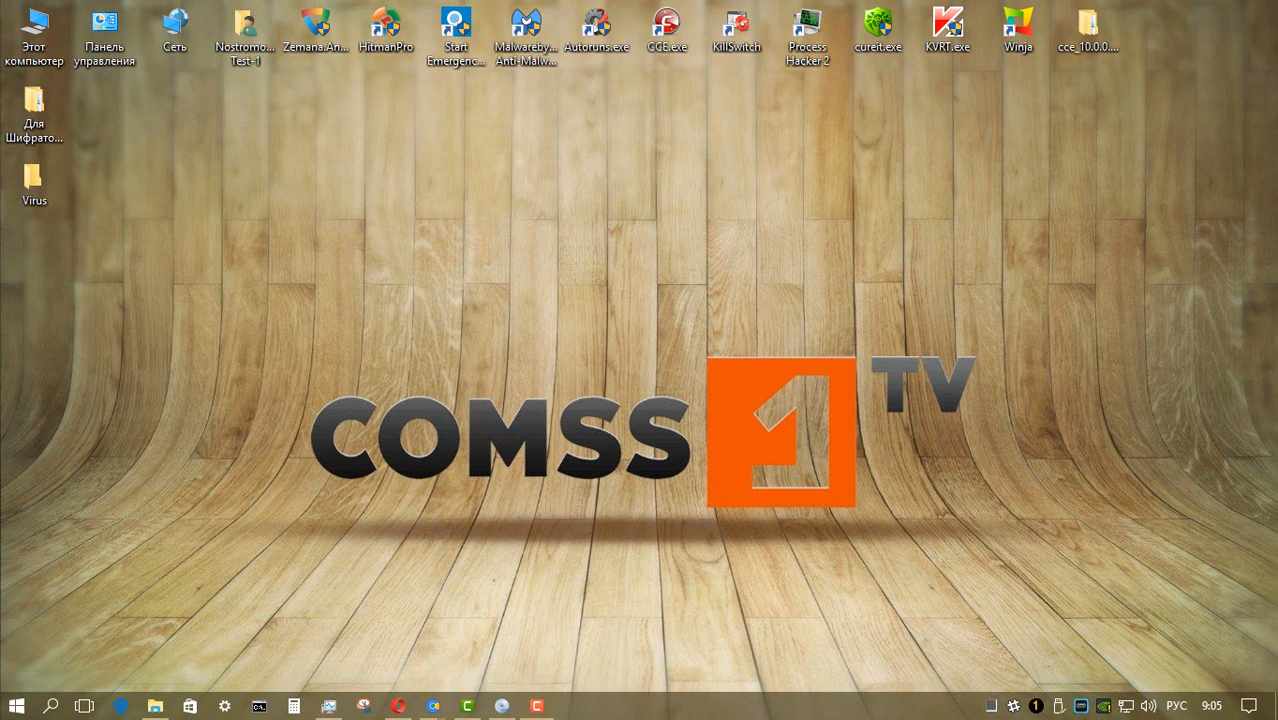 Этот компьютер
Панель управления
Сеть
Nostromo... Test-1
Zemana.An...
HitmanPro
Start Emergenc...
Malwareby... Anti-Malw...
Autoruns.exe
CCE.exe
KillSwitch
Process Hacker 2
cureit.exe
KVRT.exe
Winja
cce_10.0.0....
Для Шифрато...
Virus
COMSS 1 TV
1
РУС
9:05